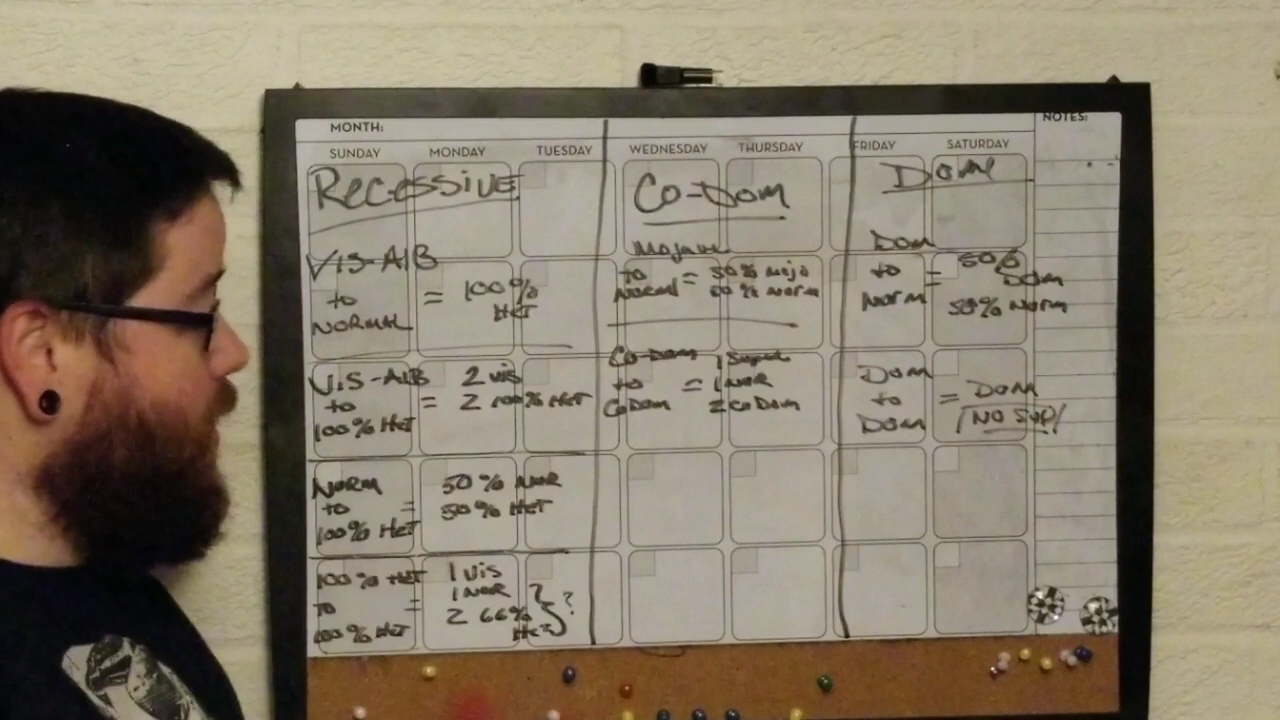 MONTH:
NOTES:
SUNDAY MONDAY TUESDAY WEDNESDAY THURSDAY FRIDAY SATURDAY
RECESSIVE
VIS-AlB
to = 100%
NORMAL HET
VIS-AlB 2 vis
to = 2 100% HET
100% HeT
NORM 50% NOR
to = 50% HET
100% HeT
100% HET 1 Vis
TO = 1 NOR
100% HeT 2 66% } ?
HeT
Co-Dom
Mojave
to = 50% mojo
NORMAl 50% Norm
Co-Dom 1 Super
to = 1 NOR
CoDom 2 CoDom
Dom
Dom
to = 50%
Dom
NORM 50% Norm
Dom
to = Dom
Dom /NO SUP/